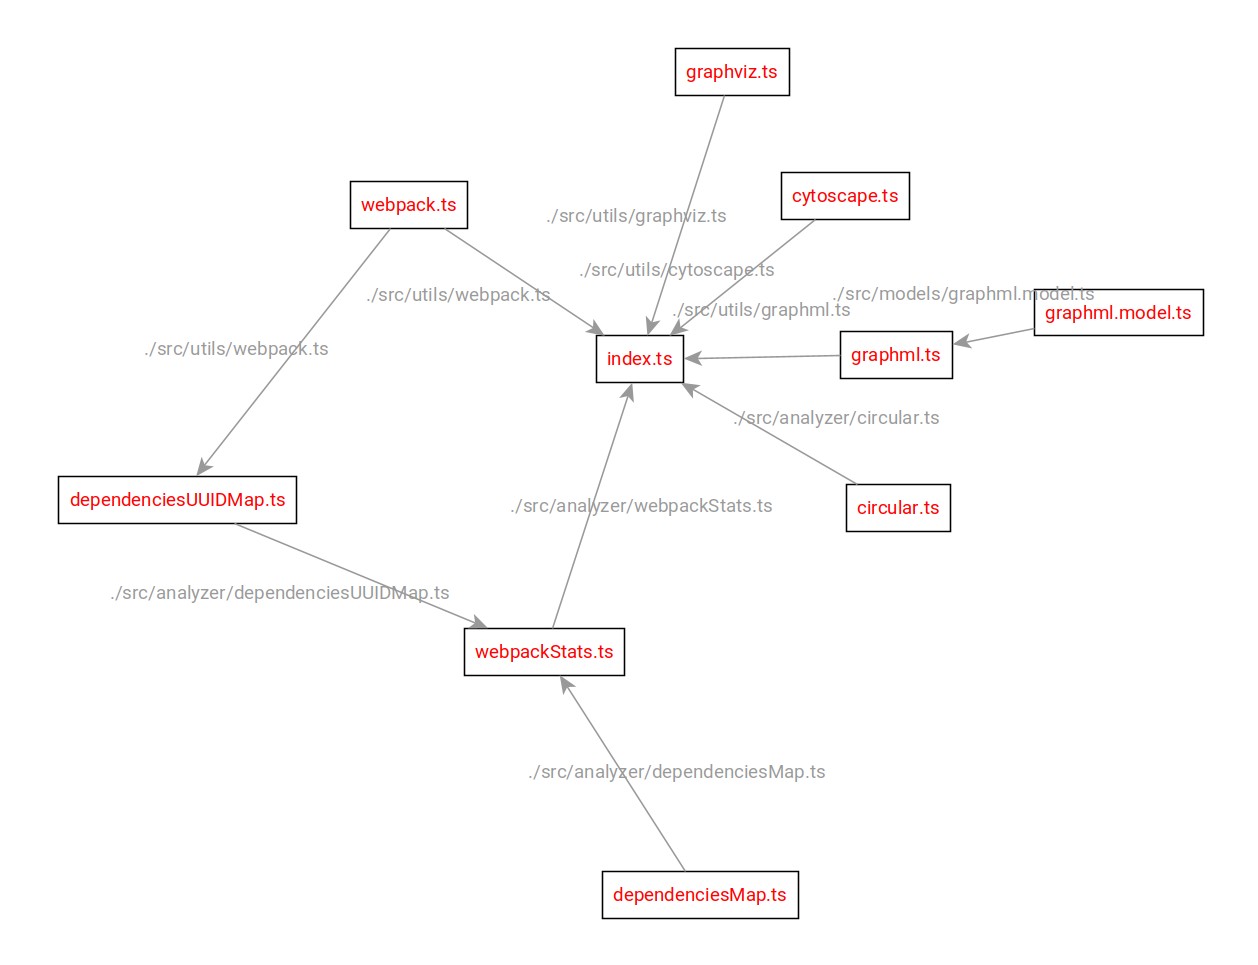 graphviz.ts
cytoscape.ts
webpack.ts
./src/utils/graphviz.ts
./src/utils/cytoscape.ts
./src/utils/webpack.ts
./src/models/graphml.model.ts
./src/utils/graphml.ts
graphml.model.ts
./src/utils/webpack.ts
index.ts
graphml.ts
./src/analyzer/circular.ts
dependenciesUUIDMap.ts
./src/analyzer/webpackStats.ts
circular.ts
./src/analyzer/dependenciesUUIDMap.ts
webpackStats.ts
./src/analyzer/dependenciesMap.ts
dependenciesMap.ts